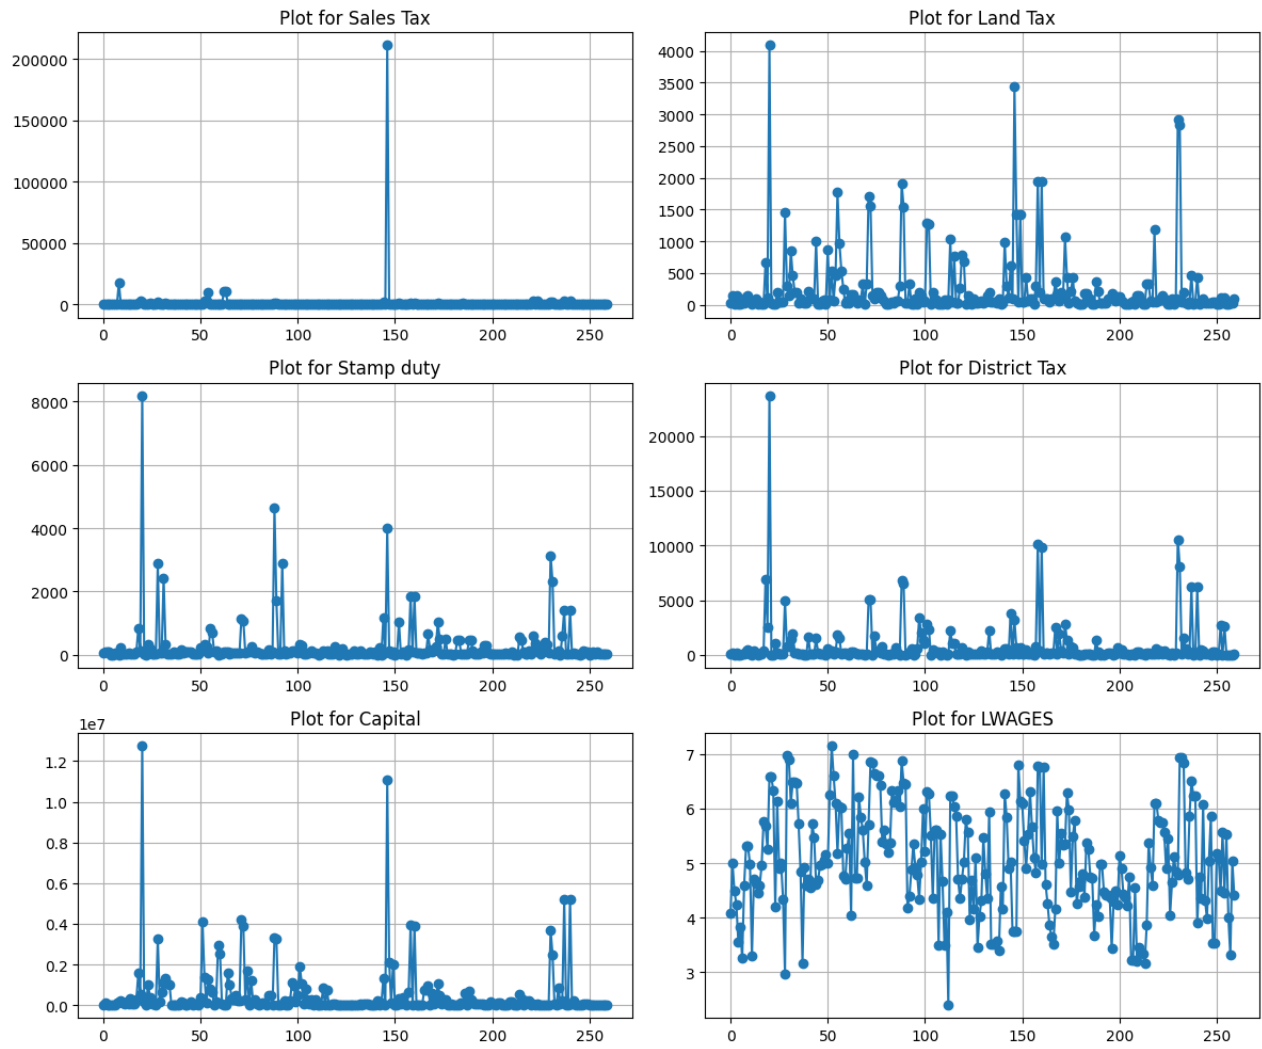 Plot for Sales Tax
200000
150000
100000
50000
0
0 50 100 150 200 250
Plot for Land Tax
4000
3500
3000
2500
2000
1500
1000
500
0
0 50 100 150 200 250
Plot for Stamp duty
8000
6000
4000
2000
0
0 50 100 150 200 250
Plot for District Tax
20000
15000
10000
5000
0
0 50 100 150 200 250
Plot for Capital
1e7
1.2
1.0
0.8
0.6
0.4
0.2
0.0
0 50 100 150 200 250
Plot for LWAGES
7
6
5
4
3
0 50 100 150 200 250